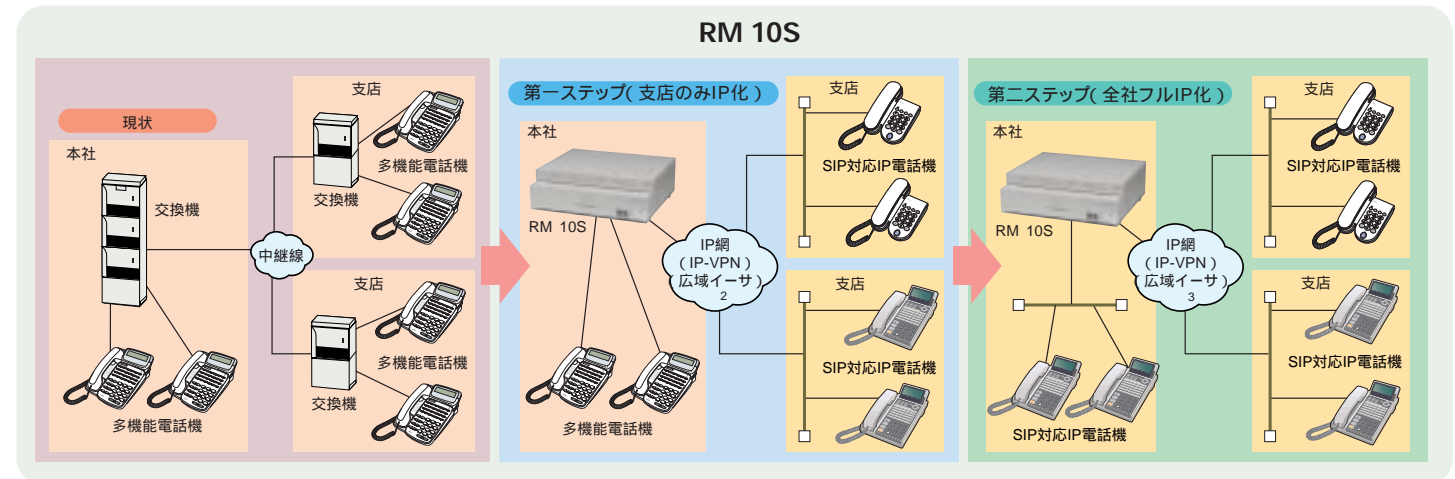 RM 10S
現状
本社
交換機
多機能電話機
中継線
支店
多機能電話機
交換機
支店
多機能電話機
交換機
第一ステップ(支店のみIP化)
本社
RM 10S
多機能電話機
IP網
(IP-VPN)
広域イーサ)
2
支店
SIP対応IP電話機
支店
SIP対応IP電話機
第二ステップ(全社フルIP化)
本社
RM 10S
SIP対応IP電話機
IP網
(IP-VPN)
広域イーサ)
3
支店
SIP対応IP電話機
支店
SIP対応IP電話機